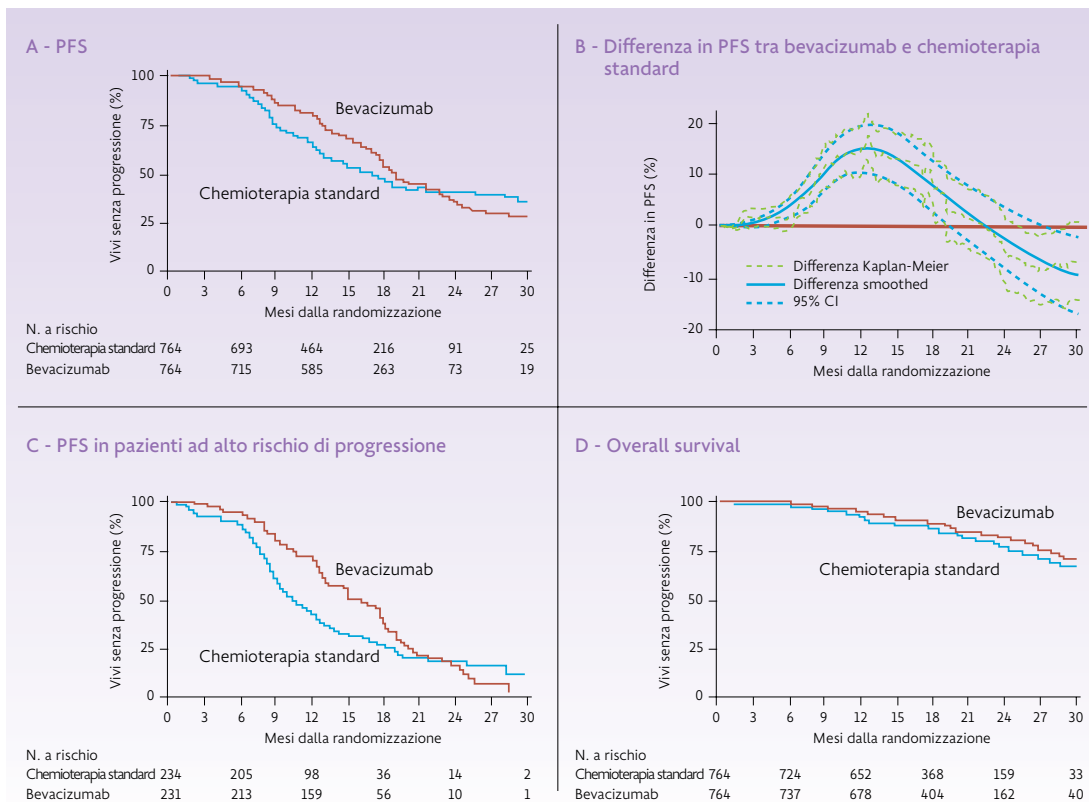 A - PFS
Vivi senza progressione (%)
100
75
50
25
0
Bevacizumab
Chemioterapia standard
0 3 6 9 12 15 18 21 24 27 30
Mesi dalla randomizzazione
N. a rischio
Chemioterapia standard 764 693 464 216 91 25
Bevacizumab 764 715 585 263 73 19
B - Differenza in PFS tra bevacizumab e chemioterapia
standard
Differenza in PFS (%)
20
10
0
-10
-20
Differenza Kaplan-Meier
Differenza smoothed
95% CI
0 3 6 9 12 15 18 21 24 27 30
Mesi dalla randomizzazione
C - PFS in pazienti ad alto rischio di progressione
Vivi senza progressione (%)
100
75
50
25
0
Bevacizumab
Chemioterapia standard
0 3 6 9 12 15 18 21 24 27 30
Mesi dalla randomizzazione
N. a rischio
Chemioterapia standard 234 205 98 36 14 2
Bevacizumab 231 213 159 56 10 1
D - Overall survival
Vivi senza progressione (%)
100
75
50
25
0
Bevacizumab
Chemioterapia standard
0 3 6 9 12 15 18 21 24 27 30
Mesi dalla randomizzazione
N. a rischio
Chemioterapia standard 764 724 652 368 159 33
Bevacizumab 764 737 678 404 162 40